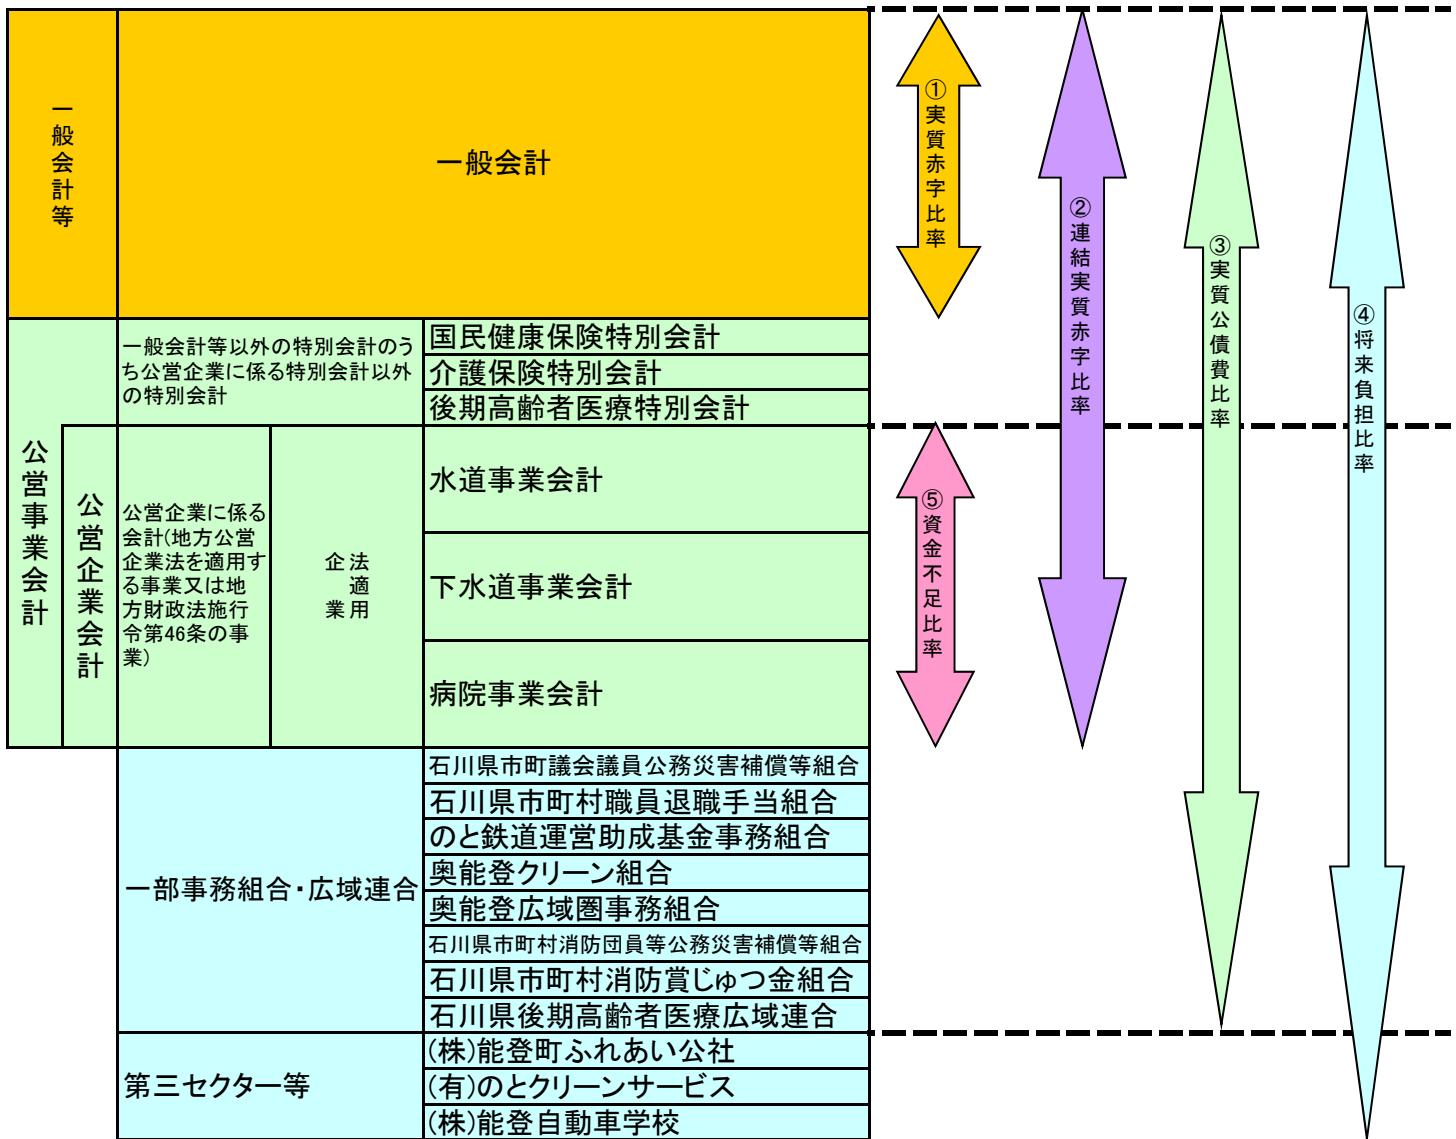 一般会計等
一般会計
公営事業会計
一般会計等以外の特別会計のう
ち公営企業に係る特別会計以外
の特別会計
国民健康保険特別会計
介護保険特別会計
後期高齢者医療特別会計
公営企業会計
公営企業に係る
会計(地方公営
企業法を適用す
る事業又は地
方財政法施行
令第46条の事
業)
法適用
企業
水道事業会計
下水道事業会計
病院事業会計
一部事務組合・広域連合
石川県市町議会議員公務災害補償等組合
石川県市町村職員退職手当組合
のと鉄道運営助成基金事務組合
奥能登クリーン組合
奥能登広域圏事務組合
石川県市町村消防団員等公務災害補償等組合
石川県市町村消防賞じゅつ金組合
石川県後期高齢者医療広域連合
第三セクター等
(株)能登町ふれあい公社
(有)のとクリーンサービス
(株)能登自動車学校
①実質赤字比率
②連結実質赤字比率
③実質公債費比率
④将来負担比率
⑤資金不足比率